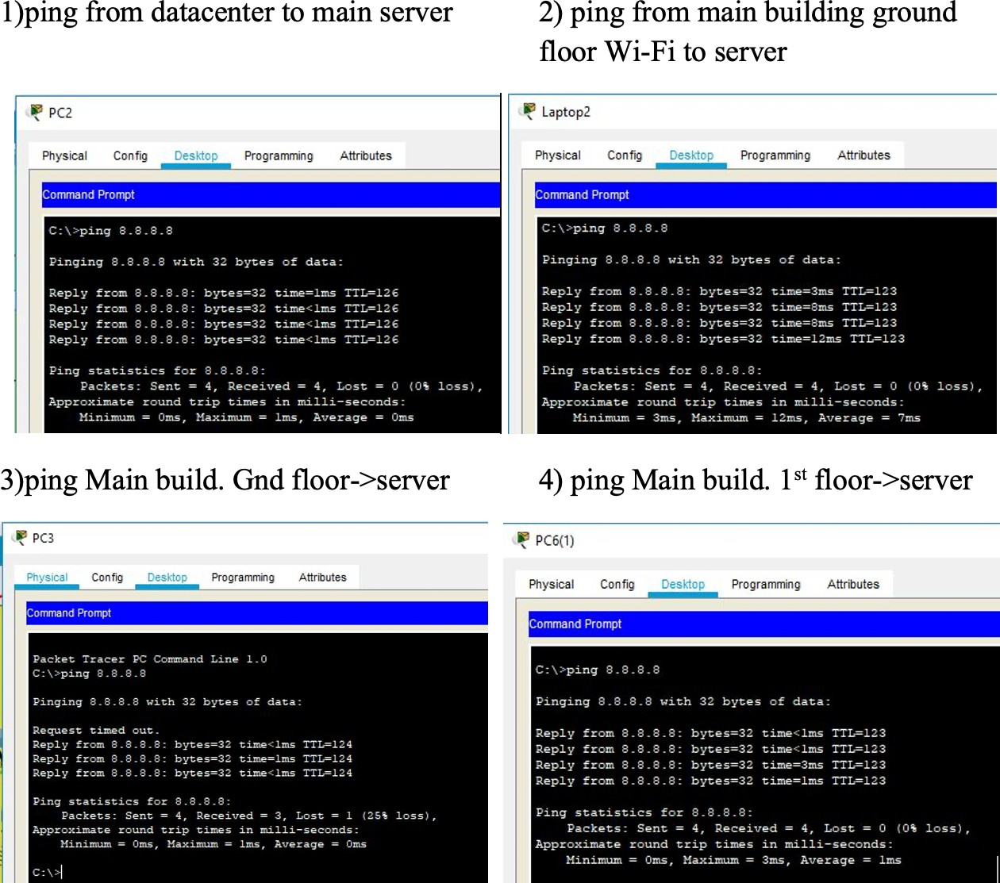 1)ping from datacenter to main server
2) ping from main building ground
floor Wi-Fi to server
PC2
Physical Config Desktop Programming Attributes
Command Prompt
C:\>ping 8.8.8.8
Pinging 8.8.8.8 with 32 bytes of data:
Reply from 8.8.8.8: bytes=32 time=1ms TTL=126
Reply from 8.8.8.8: bytes=32 time<1ms TTL=126
Reply from 8.8.8.8: bytes=32 time<1ms TTL=126
Reply from 8.8.8.8: bytes=32 time<1ms TTL=126
Ping statistics for 8.8.8.8:
Packets: Sent = 4, Received = 4, Lost = 0 (0% loss),
Approximate round trip times in milli-seconds:
Minimum = 0ms, Maximum = 1ms, Average = 0ms
Laptop2
Physical Config Desktop Programming Attributes
Command Prompt
C:\>ping 8.8.8.8
Pinging 8.8.8.8 with 32 bytes of data:
Reply from 8.8.8.8: bytes=32 time=3ms TTL=123
Reply from 8.8.8.8: bytes=32 time=8ms TTL=123
Reply from 8.8.8.8: bytes=32 time=8ms TTL=123
Reply from 8.8.8.8: bytes=32 time=12ms TTL=123
Ping statistics for 8.8.8.8:
Packets: Sent = 4, Received = 4, Lost = 0 (0% loss),
Approximate round trip times in milli-seconds:
Minimum = 3ms, Maximum = 12ms, Average = 7ms
3)ping Main build. Gnd floor->server
4) ping Main build. 1st floor->server
PC3
Physical Config Desktop Programming Attributes
Command Prompt
Packet Tracer PC Command Line 1.0
C:\>ping 8.8.8.8
Pinging 8.8.8.8 with 32 bytes of data:
Request timed out.
Reply from 8.8.8.8: bytes=32 time<1ms TTL=124
Reply from 8.8.8.8: bytes=32 time=1ms TTL=124
Reply from 8.8.8.8: bytes=32 time<1ms TTL=124
Ping statistics for 8.8.8.8:
Packets: Sent = 4, Received = 3, Lost = 1 (25% loss),
Approximate round trip times in milli-seconds:
Minimum = 0ms, Maximum = 1ms, Average = 0ms
C:\>
PC6(1)
Physical Config Desktop Programming Attributes
Command Prompt
C:\>ping 8.8.8.8
Pinging 8.8.8.8 with 32 bytes of data:
Reply from 8.8.8.8: bytes=32 time<1ms TTL=123
Reply from 8.8.8.8: bytes=32 time<1ms TTL=123
Reply from 8.8.8.8: bytes=32 time=3ms TTL=123
Reply from 8.8.8.8: bytes=32 time=1ms TTL=123
Ping statistics for 8.8.8.8:
Packets: Sent = 4, Received = 4, Lost = 0 (0% loss),
Approximate round trip times in milli-seconds:
Minimum = 0ms, Maximum = 3ms, Average = 1ms